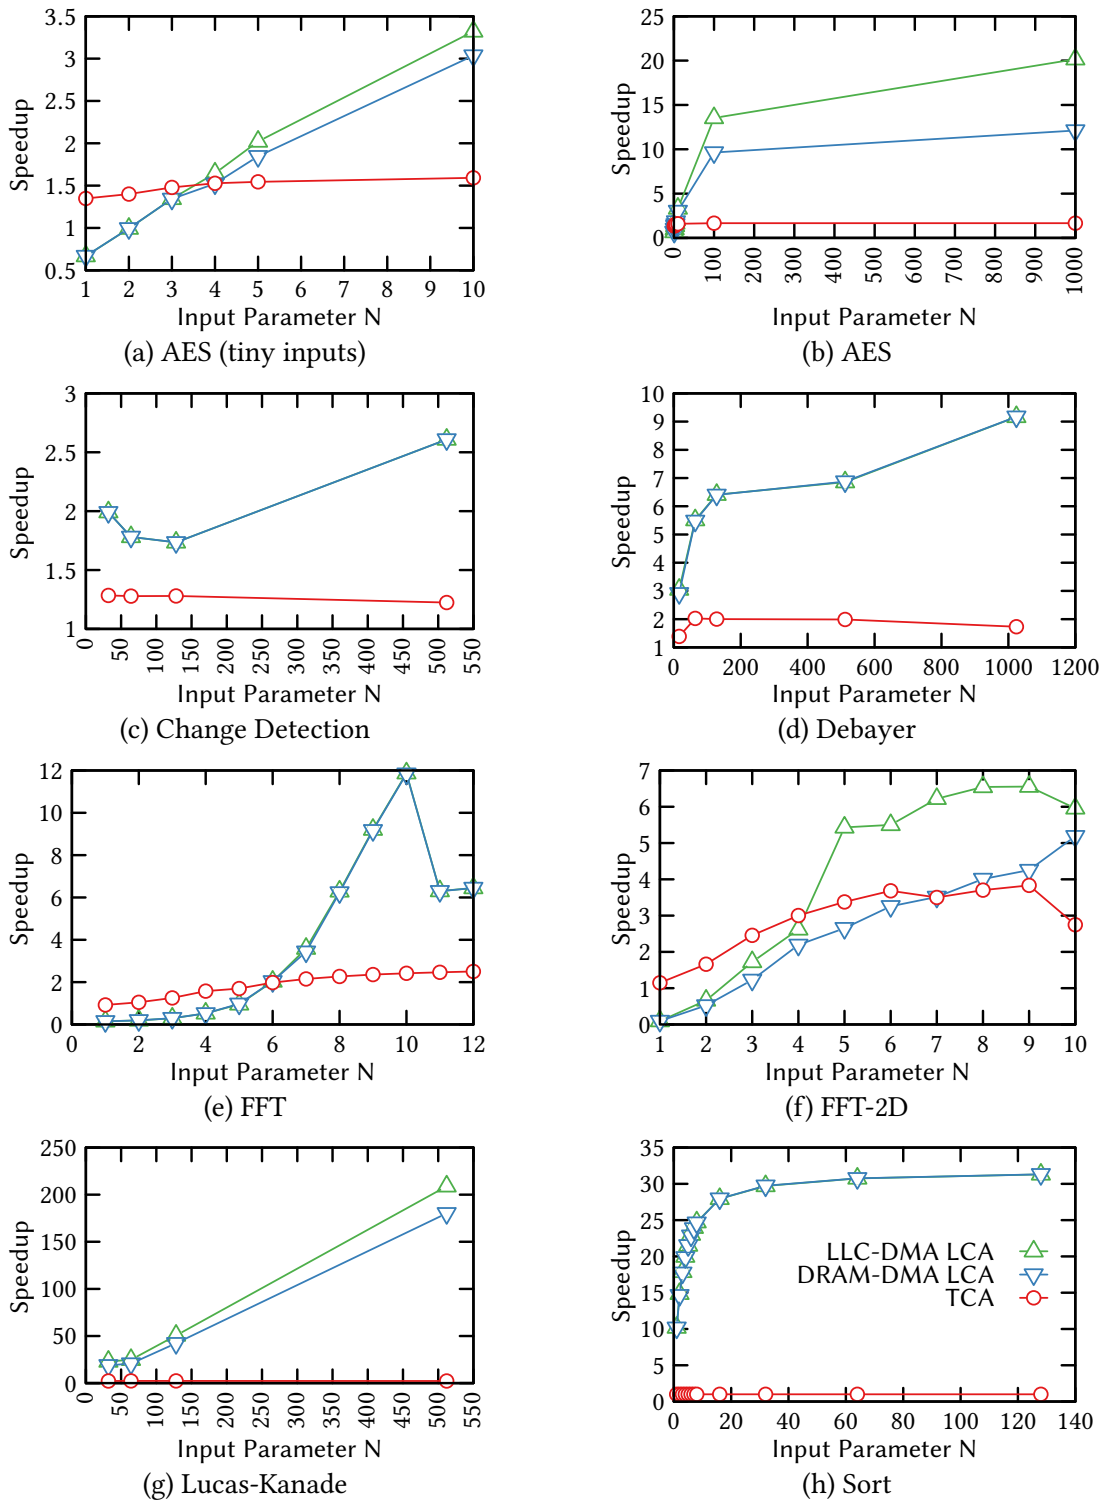 3.5
3
2.5
2
1.5
1
0.5
Speedup
1 2 3 4 5 6 7 8 9 10
Input Parameter N
(a) AES (tiny inputs)
25
20
15
10
5
0
Speedup
0 100 200 300 400 500 600 700 800 900 1000
Input Parameter N
(b) AES
3
2.5
2
1.5
1
Speedup
0 50 100 150 200 250 300 350 400 450 500 550
Input Parameter N
(c) Change Detection
10
9
8
7
6
5
4
3
2
1
Speedup
0 200 400 600 800 1000 1200
Input Parameter N
(d) Debayer
12
10
8
6
4
2
0
Speedup
0 2 4 6 8 10 12
Input Parameter N
(e) FFT
7
6
5
4
3
2
1
0
Speedup
1 2 3 4 5 6 7 8 9 10
Input Parameter N
(f) FFT-2D
250
200
150
100
50
0
Speedup
0 50 100 150 200 250 300 350 400 450 500 550
Input Parameter N
(g) Lucas-Kanade
35
30
25
20
15
10
5
0
Speedup
LLC-DMA LCA
DRAM-DMA LCA
TCA
0 20 40 60 80 100 120 140
Input Parameter N
(h) Sort